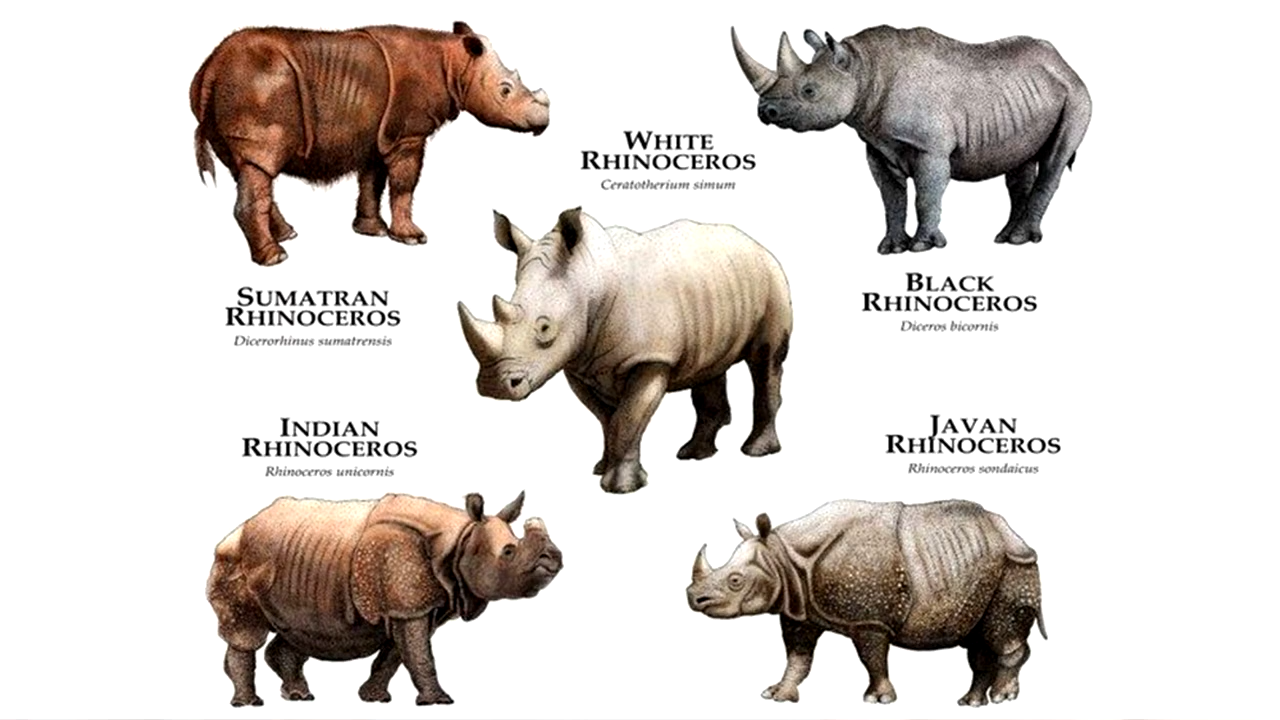 WHITE
RHINOCEROS
Ceratotherium simum
SUMATRAN
RHINOCEROS
Dicerorhinus sumatrensis
BLACK
RHINOCEROS
Diceros bicornis
INDIAN
RHINOCEROS
Rhinoceros unicornis
JAVAN
RHINOCEROS
Rhinoceros sondaicus